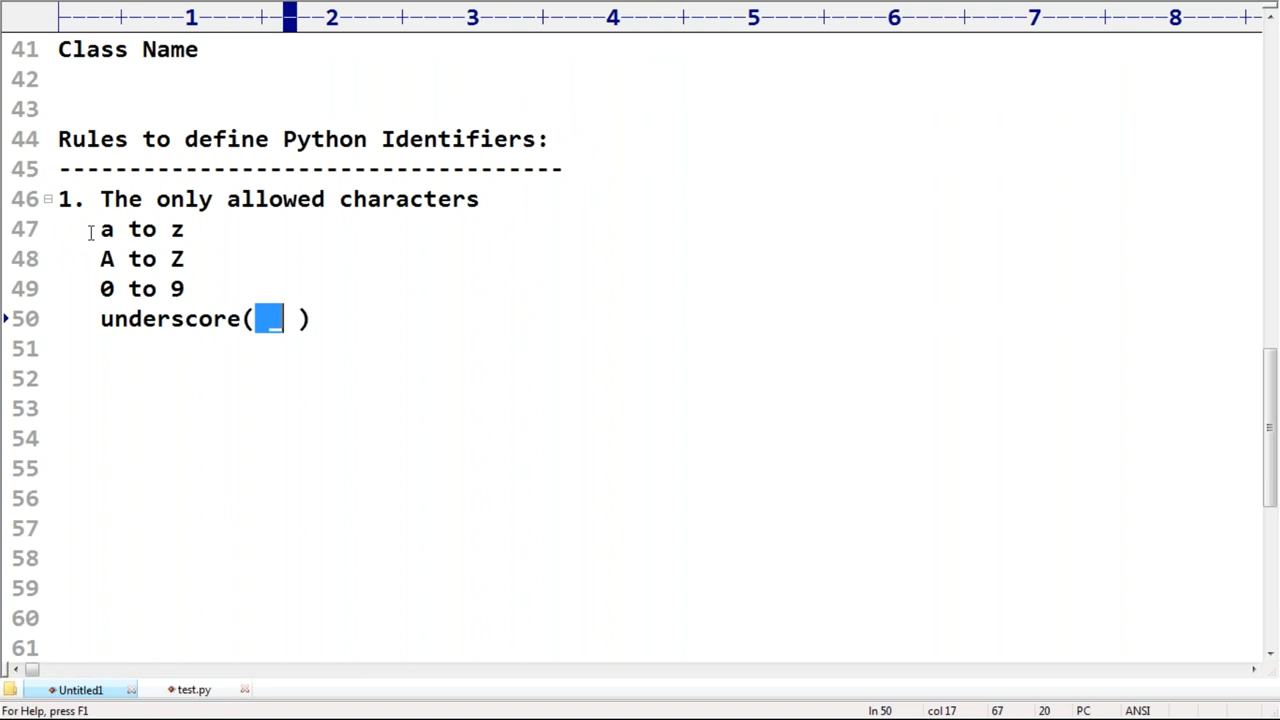 1 2 3 4 5 6 7 8
41 Class Name
42
43
44 Rules to define Python Identifiers:
45 ------------------------------------
46 1. The only allowed characters
47 a to z
48 A to Z
49 0 to 9
50 underscore( _ )
51
52
53
54
55
56
57
58
59
60
61
Untitled1 test.py
For Help, press F1 ln 50 col 17 67 20 PC ANSI